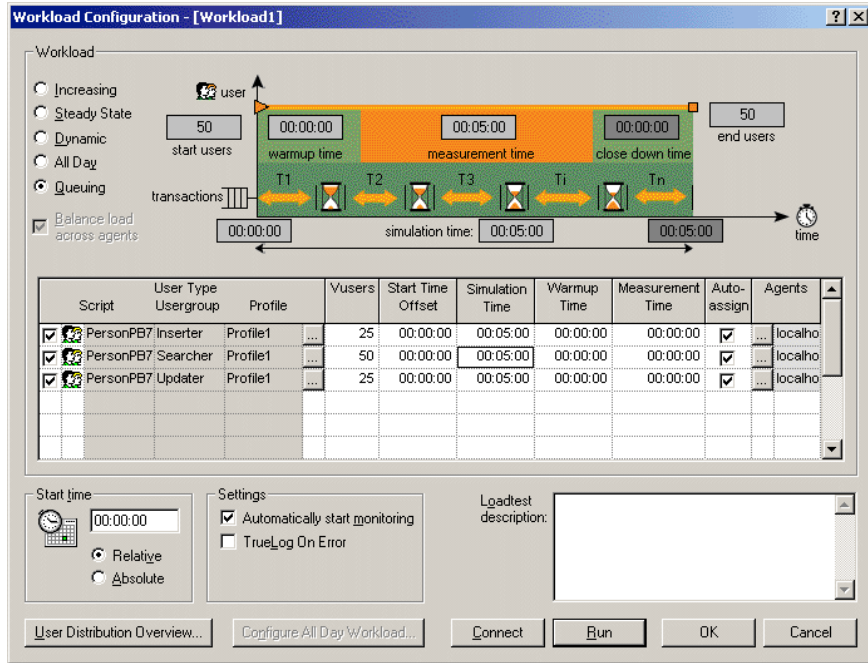 Workload Configuration - [Workload1]
Workload
Increasing
Steady State
Dynamic
All Day
Queuing
Balance load
across agents
user
50
start users
00:00:00
warmup time
00:05:00
measurement time
00:00:00
close down time
50
end users
transactions
T1
T2
T3
Ti
Tn
00:00:00
simulation time:
00:05:00
00:05:00
time
Script User Type Usergroup Profile Vusers Start Time Offset Simulation Time Warmup Time Measurement Time Auto-assign Agents
PersonPB7 Inserter Profile1 ... 25 00:00:00 00:05:00 00:00:00 00:00:00 ... localho
PersonPB7 Searcher Profile1 ... 50 00:00:00 00:05:00 00:00:00 00:00:00 ... localho
PersonPB7 Updater Profile1 ... 25 00:00:00 00:05:00 00:00:00 00:00:00 ... localho
Start time
00:00:00
Relative
Absolute
Settings
Automatically start monitoring
TrueLog On Error
Loadtest
description:
User Distribution Overview...
Configure All Day Workload...
Connect
Run
OK
Cancel